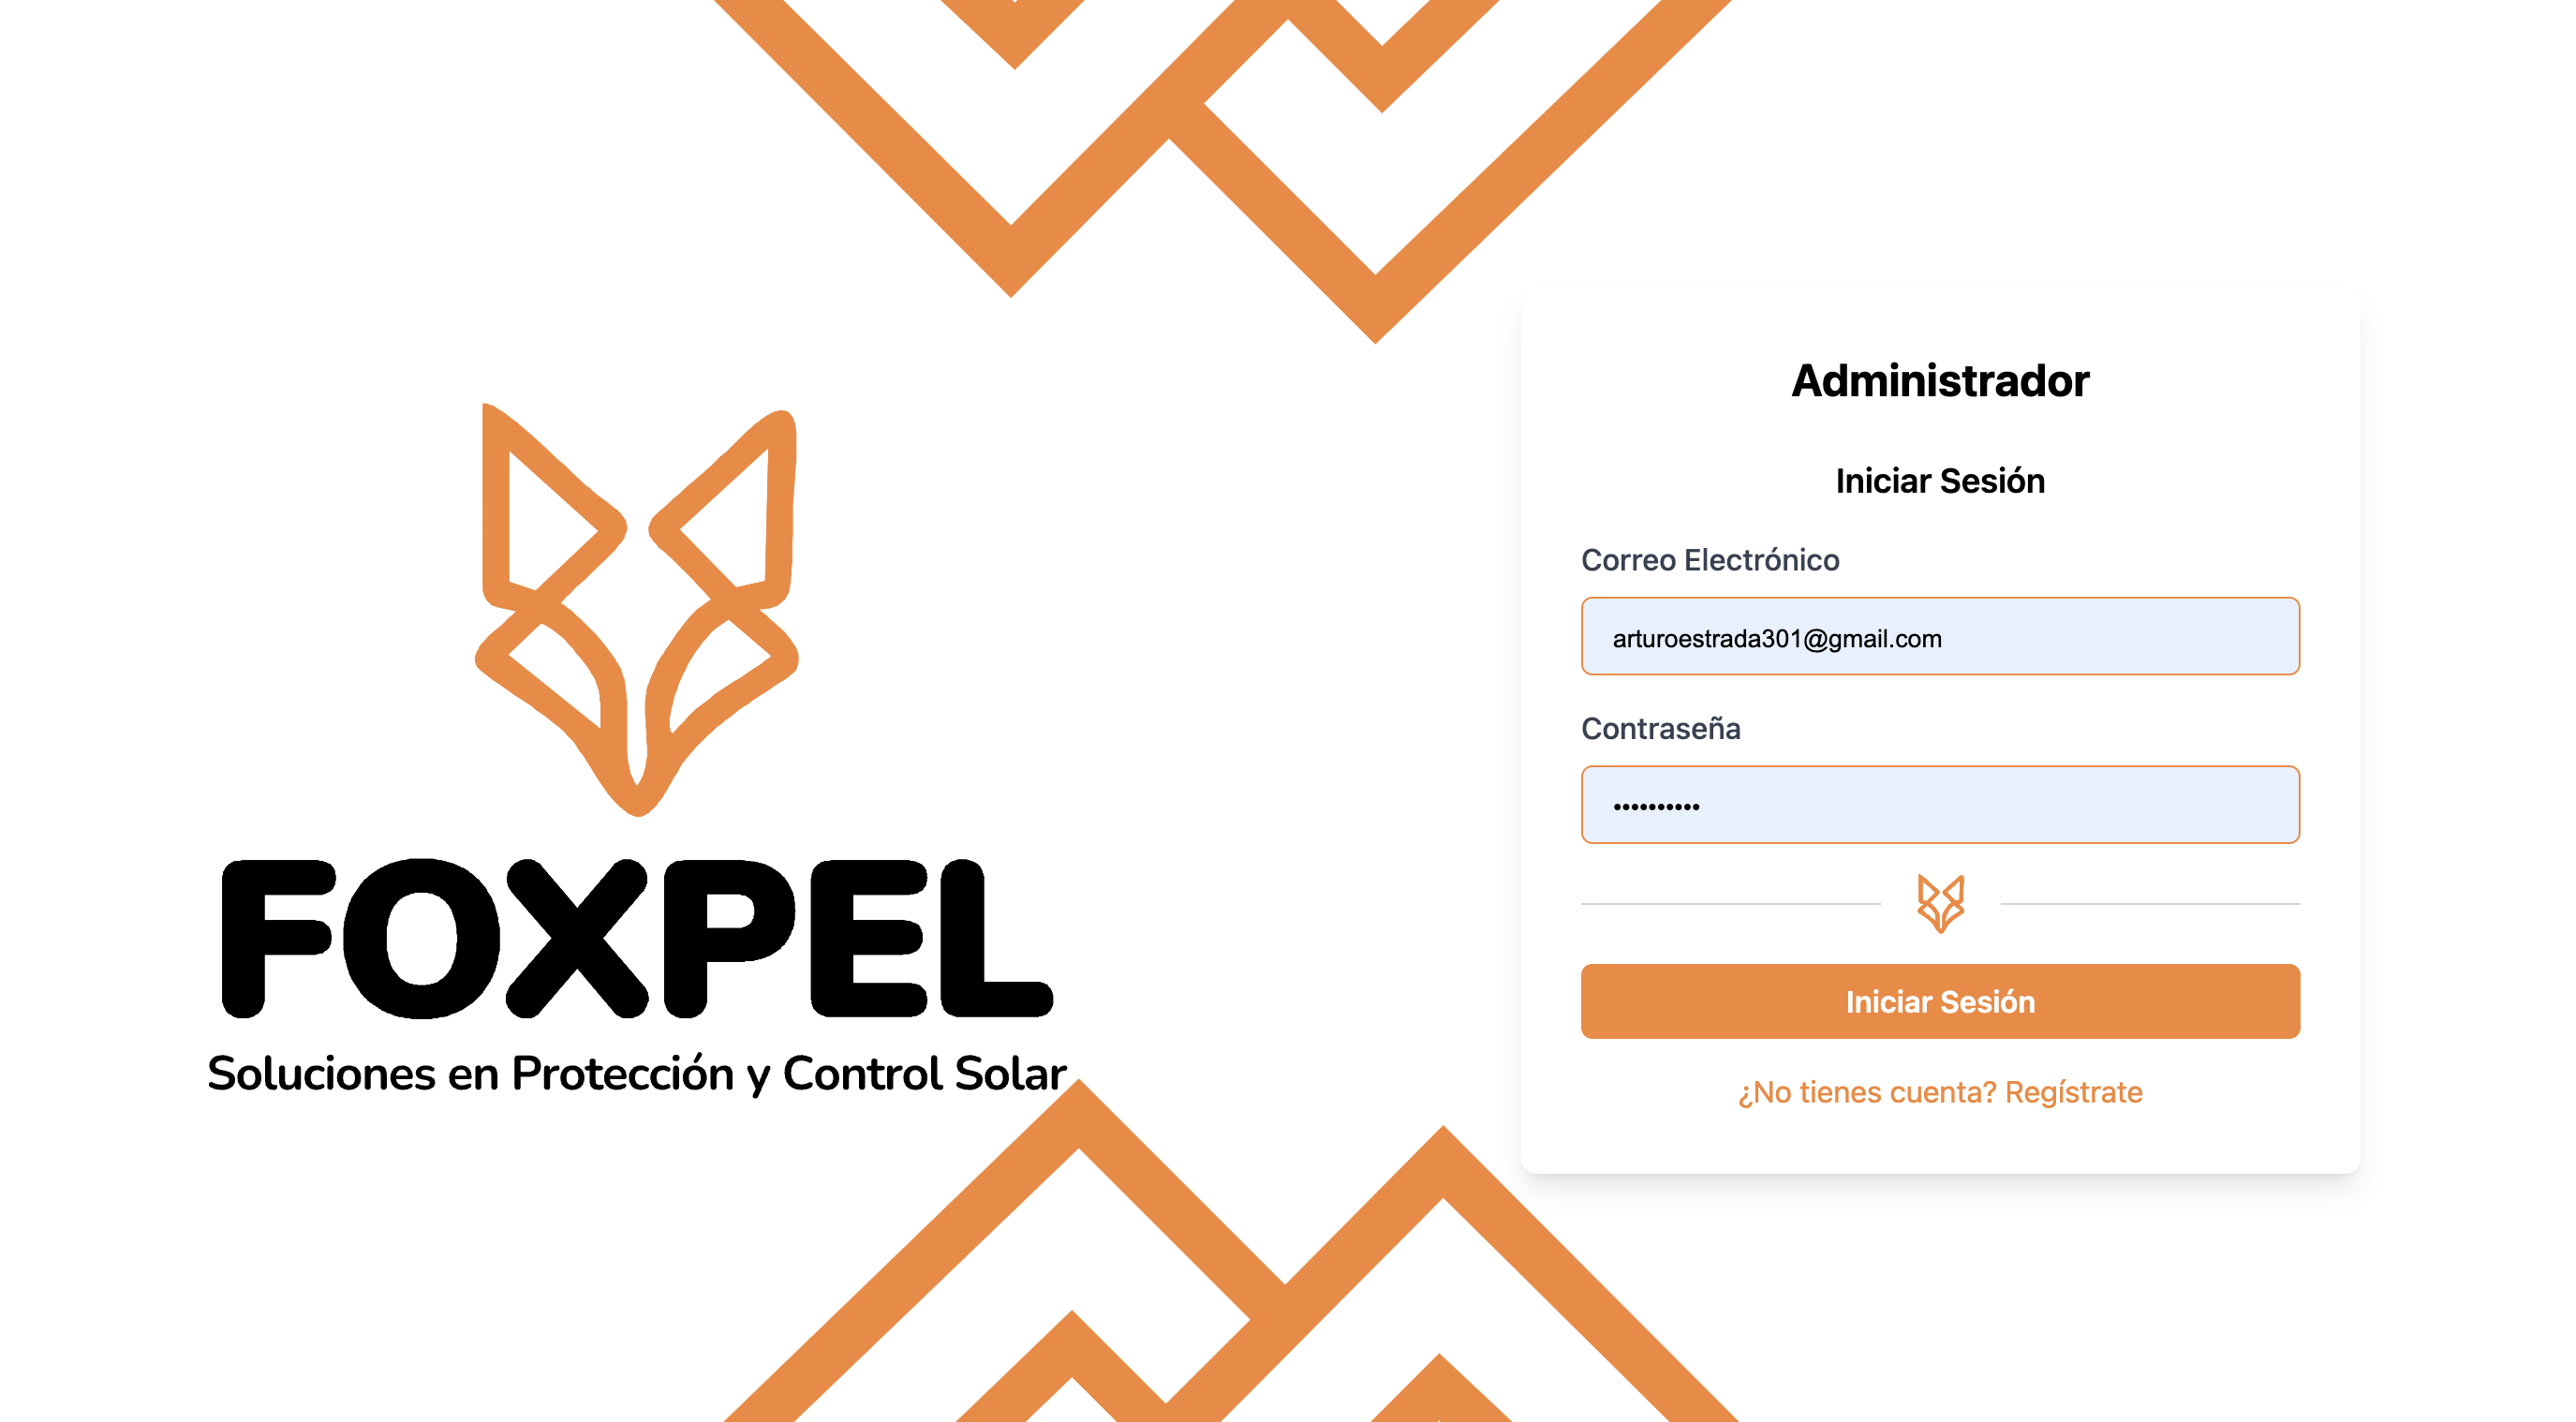 FOXPEL
Soluciones en Protección y Control Solar
Administrador
Iniciar Sesión
Correo Electrónico
arturoestrada301@gmail.com
Contraseña
••••••••••
Iniciar Sesión
¿No tienes cuenta? Regístrate